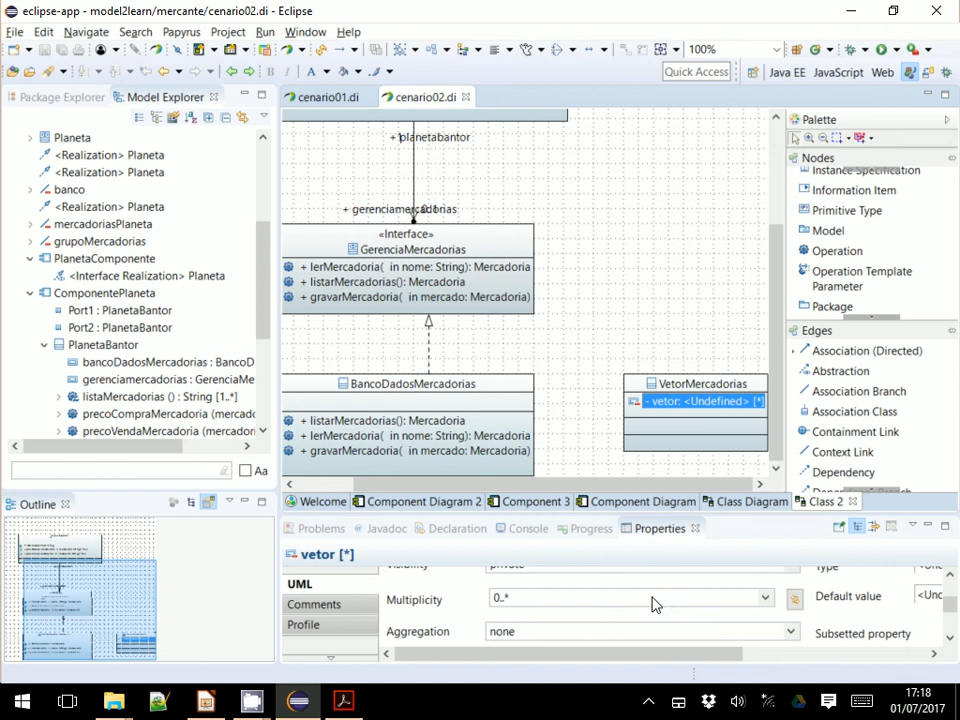 eclipse-app - model2learn/mercante/cenario02.di - Eclipse
File Edit Navigate Search Papyrus Project Run Window Help
100%
Quick Access Java EE JavaScript Web
Package Explorer Model Explorer
cenario01.di cenario02.di
Planeta
<Realization> Planeta
<Realization> Planeta
banco
<Realization> Planeta
mercadoriasPlaneta
grupoMercadorias
PlanetaComponente
<Interface Realization> Planeta
ComponentePlaneta
Port1 : PlanetaBantor
Port2 : PlanetaBantor
PlanetaBantor
bancoDadosMercadorias : BancoD
gerenciamercadorias : GerenciaMe
listaMercadorias () : String [1..*]
precoCompraMercadoria (mercado
precoVendaMercadoria (mercador
Aa
+ planetabantor
+ gerenciamercadorias
«Interface»
GerenciaMercadorias
+ lerMercadoria( in nome: String): Mercadoria
+ listarMercadorias(): Mercadoria
+ gravarMercadoria( in mercado: Mercadoria)
BancoDadosMercadorias
+ listarMercadorias(): Mercadoria
+ lerMercadoria( in nome: String): Mercadoria
+ gravarMercadoria( in mercado: Mercadoria)
VetorMercadorias
- vetor: <Undefined> [*]
Palette
Nodes
Instance Specification
Information Item
Primitive Type
Model
Operation
Operation Template
Parameter
Package
Edges
Association (Directed)
Abstraction
Association Branch
Association Class
Containment Link
Context Link
Dependency
Welcome Component Diagram 2 Component 3 Component Diagram Class Diagram Class 2
Outline
Problems Javadoc Declaration Console Progress Properties
vetor [*]
UML
Comments
Profile
Visibility private Type
Multiplicity 0..* Default value <Unc
Aggregation none Subsetted property
17:18
01/07/2017